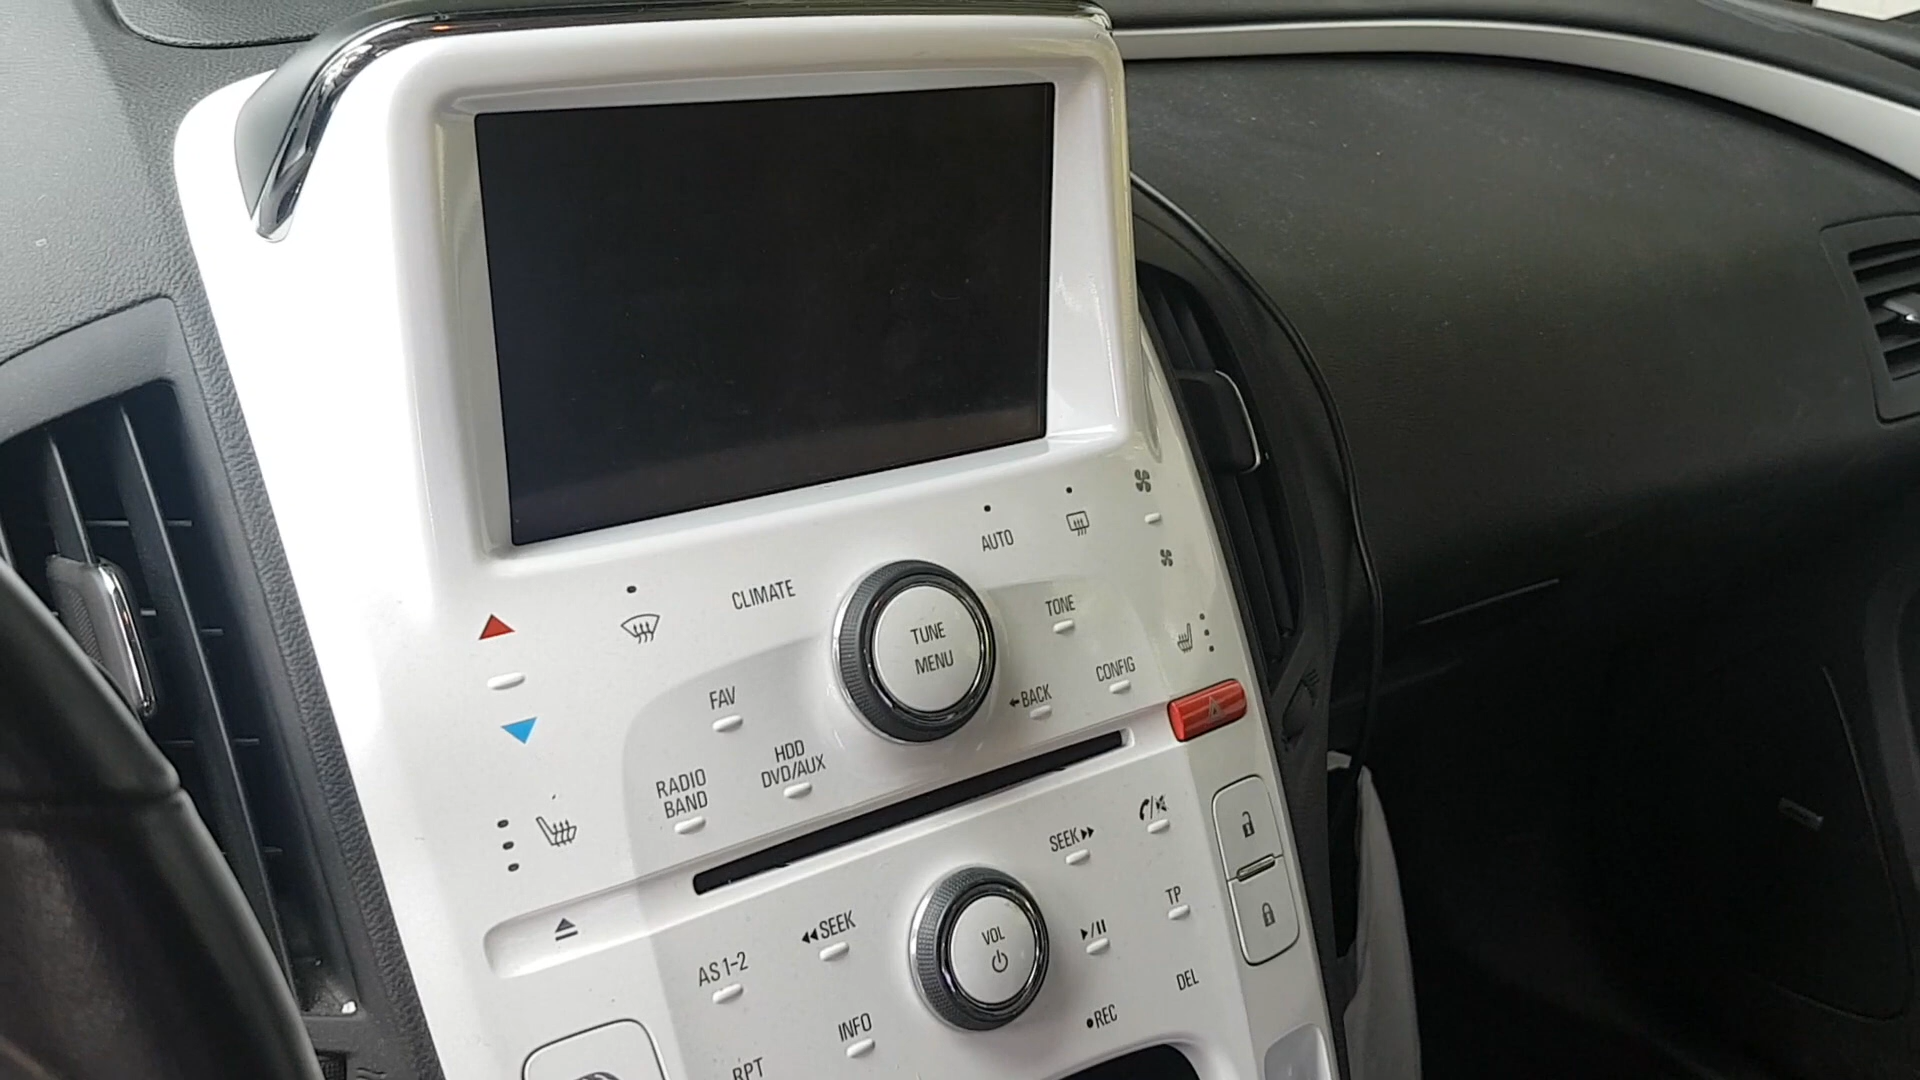 AUTO
CLIMATE
TUNE
MENU
TONE
FAV
←BACK
CONFIG
HDD
DVD/AUX
RADIO
BAND
SEEK
SEEK
VOL
TP
AS 1-2
DEL
INFO
●REC
RPT